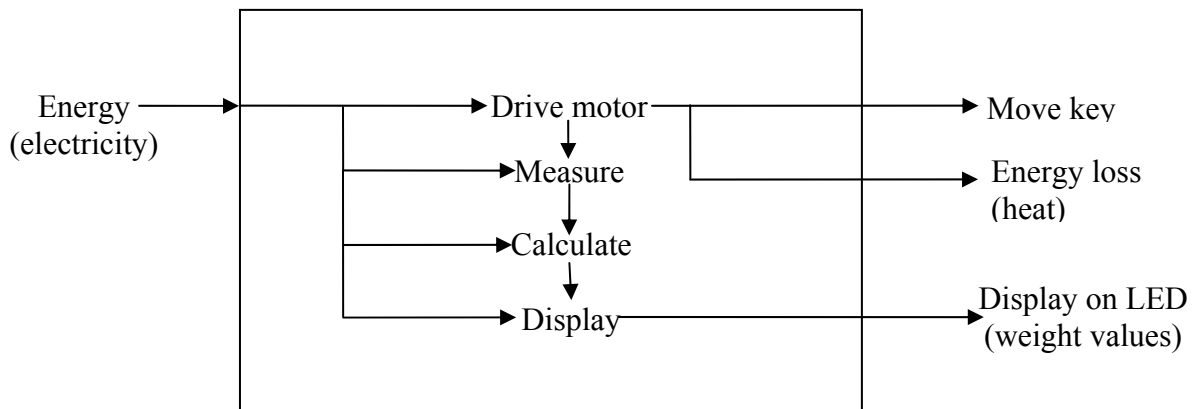 Energy
(electricity)
Drive motor
Measure
Calculate
Display
Move key
Energy loss
(heat)
Display on LED
(weight values)